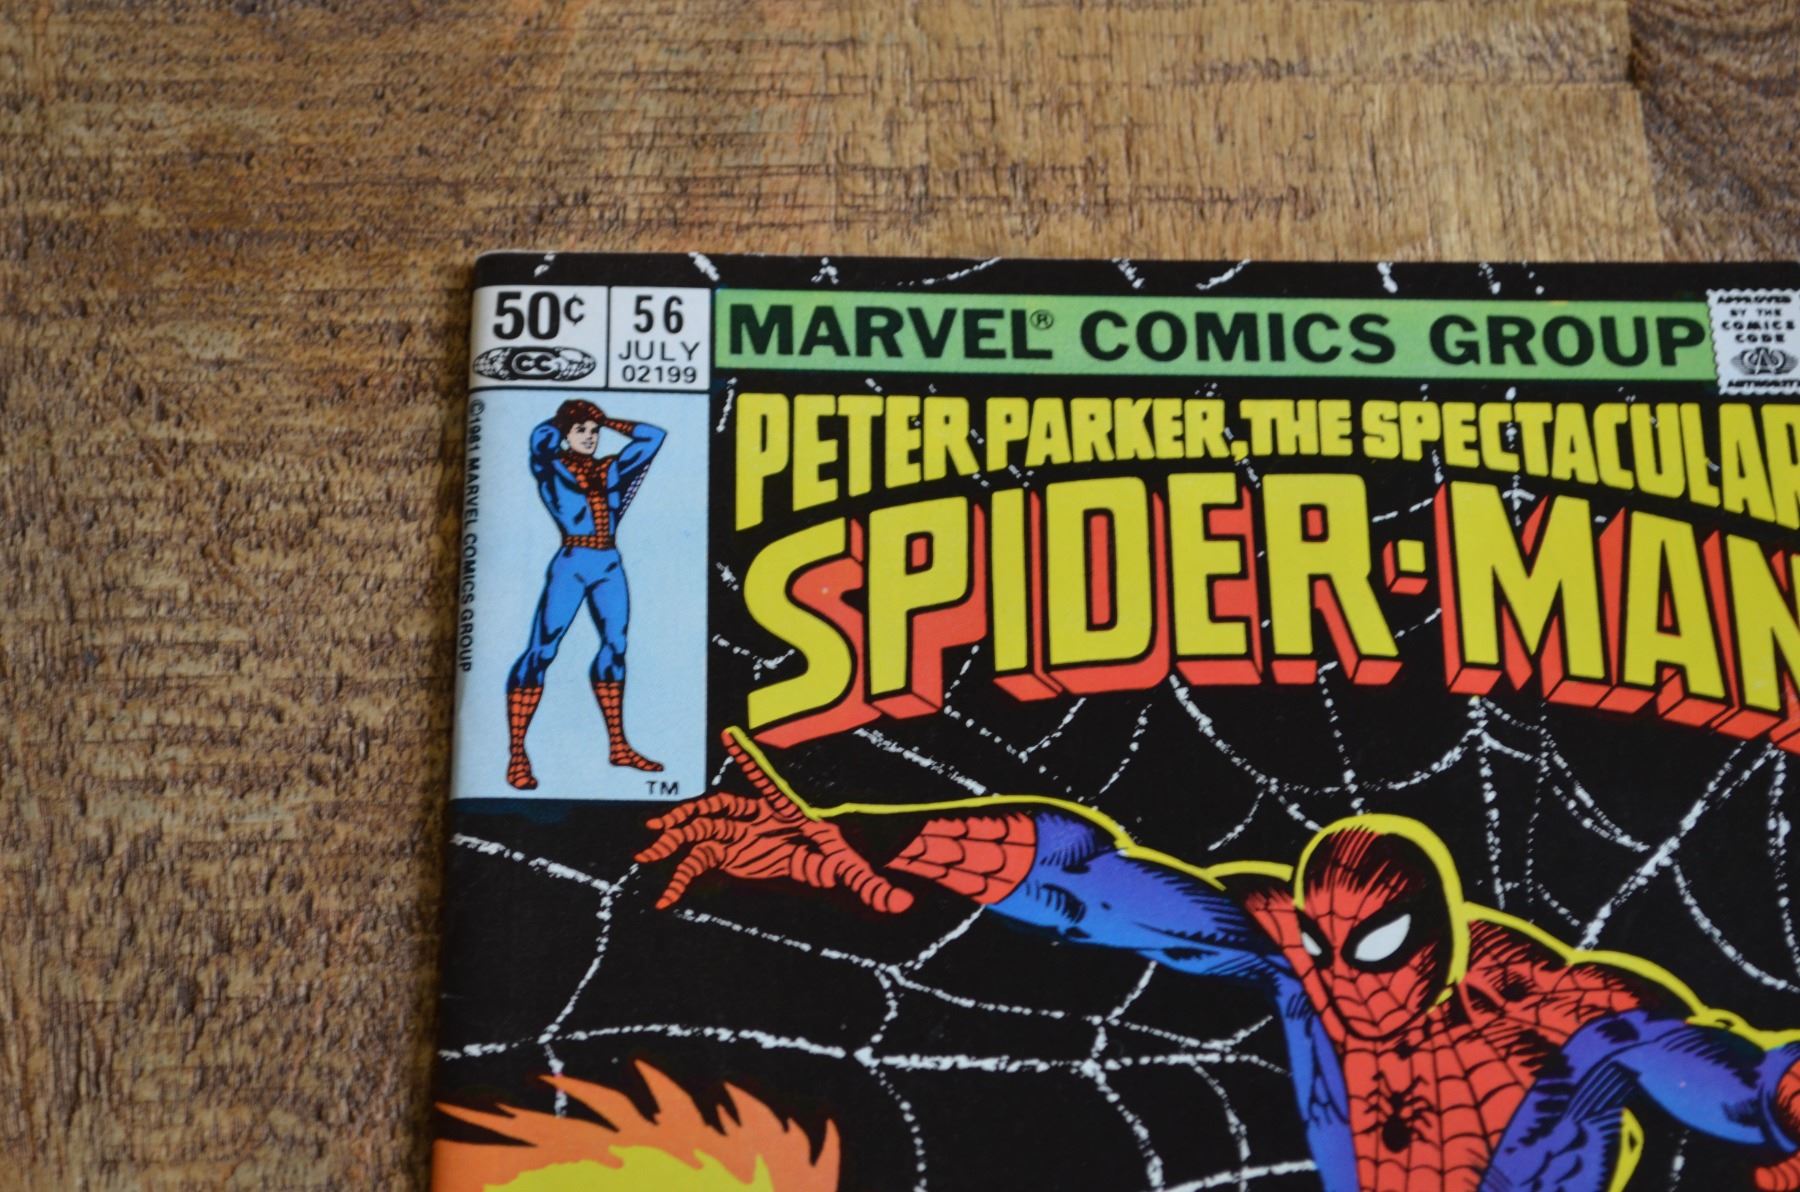 50¢
CC
56
JULY
02199
MARVEL® COMICS GROUP
APPROVED
BY THE
COMICS
CODE
AUTHORITY
©1981 MARVEL COMICS GROUP
TM
PETER PARKER, THE SPECTACULAR
SPIDER-MAN